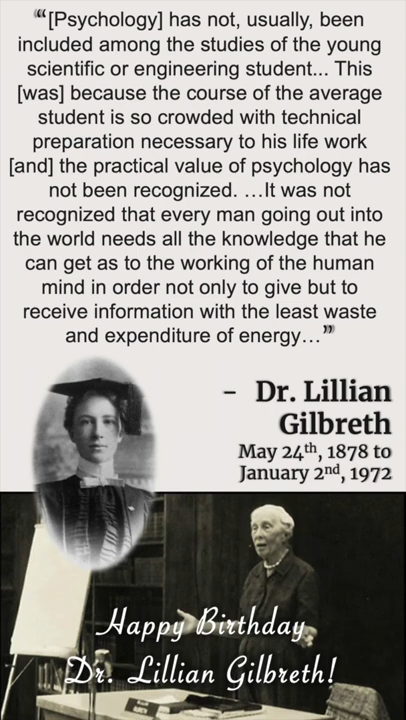 ““[Psychology] has not, usually, been
included among the studies of the young
scientific or engineering student... This
[was] because the course of the average
student is so crowded with technical
preparation necessary to his life work
[and] the practical value of psychology has
not been recognized. ...It was not
recognized that every man going out into
the world needs all the knowledge that he
can get as to the working of the human
mind in order not only to give but to
receive information with the least waste
and expenditure of energy...””
- Dr. Lillian
Gilbreth
May 24th, 1878 to
January 2nd, 1972
Happy Birthday
Dr. Lillian Gilbreth!